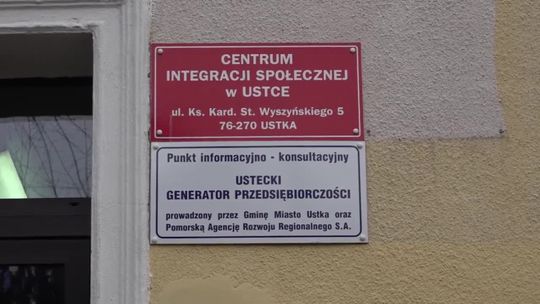 CENTRUM
INTEGRACJI SPOŁECZNEJ
w USTCE
ul. Ks. Kard. St. Wyszyńskiego 5
76-270 USTKA
Punkt informacyjno - konsultacyjny
USTECKI
GENERATOR PRZEDSIĘBIORCZOŚCI
prowadzony przez Gminę Miasto Ustka oraz
Pomorską Agencję Rozwoju Regionalnego S.A.